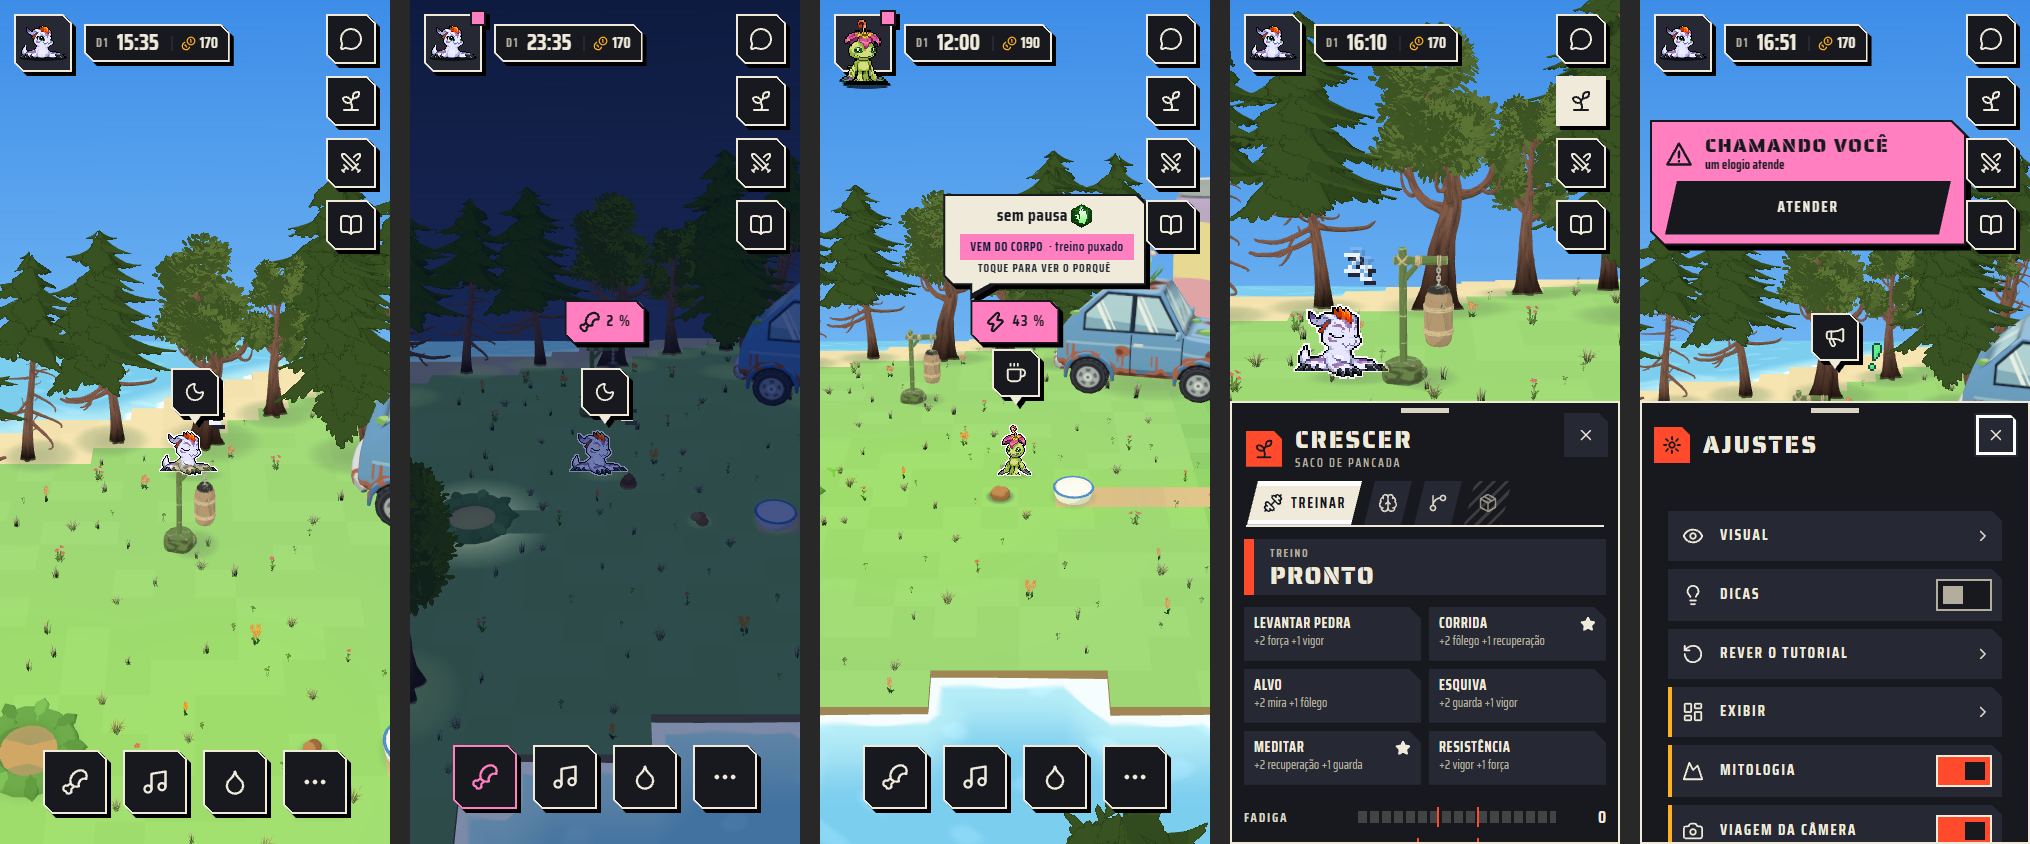 D1 15:35 170
D1 23:35 170
2 %
D1 12:00 190
sem pausa
VEM DO CORPO · treino puxado
TOQUE PARA VER O PORQUÊ
43 %
D1 16:10 170
CRESCER
SACO DE PANCADA
TREINAR
TREINO
PRONTO
LEVANTAR PEDRA
+2 força +1 vigor
CORRIDA
+2 fôlego +1 recuperação
ALVO
+2 mira +1 fôlego
ESQUIVA
+2 guarda +1 vigor
MEDITAR
+2 recuperação +1 guarda
RESISTÊNCIA
+2 vigor +1 força
FADIGA 0
D1 16:51 170
CHAMANDO VOCÊ
um elogio atende
ATENDER
AJUSTES
VISUAL
DICAS
REVER O TUTORIAL
EXIBIR
MITOLOGIA
VIAGEM DA CÂMERA